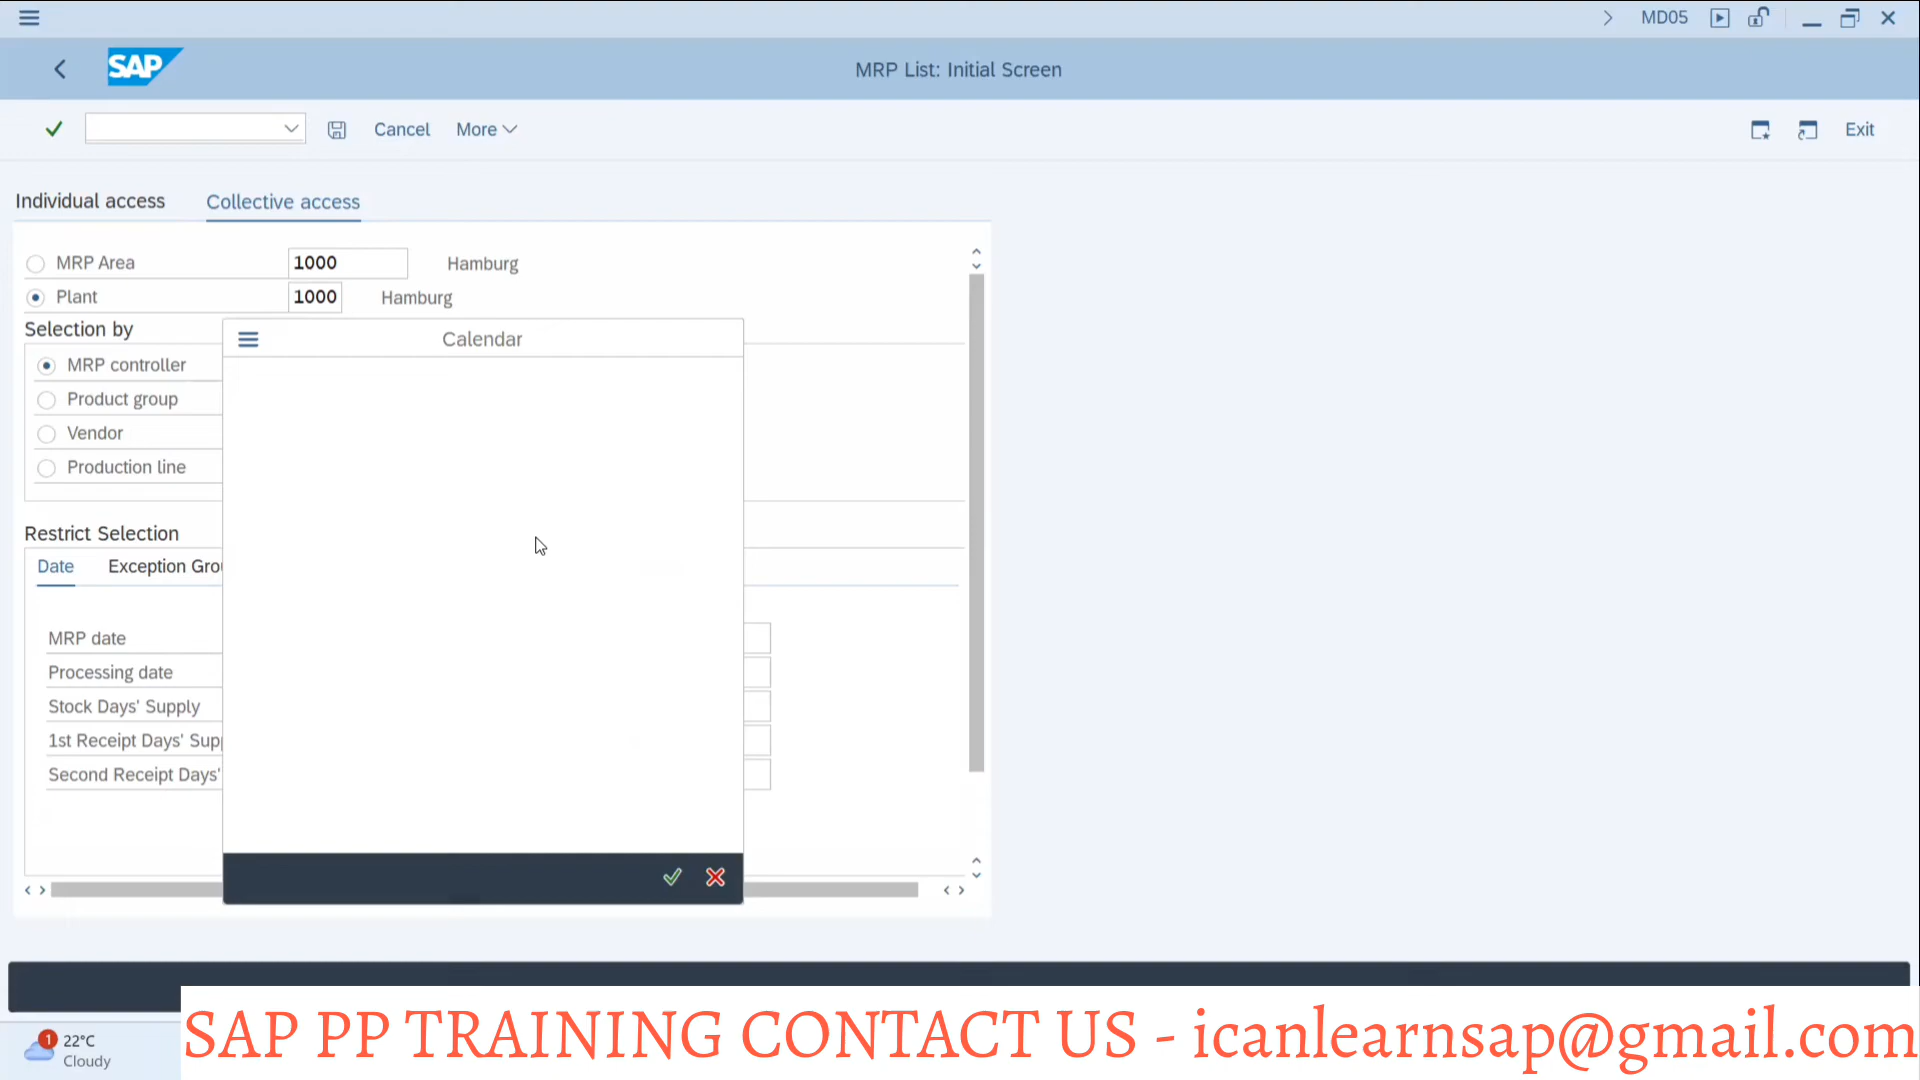 MD05
SAP
MRP List: Initial Screen
Cancel
More
Exit
Individual access
Collective access
MRP Area
1000
Hamburg
Plant
1000
Hamburg
Selection by
Calendar
MRP controller
Product group
Vendor
Production line
Restrict Selection
Date
Exception Grou
MRP date
Processing date
Stock Days' Supply
1st Receipt Days' Supp
Second Receipt Days'
1
22°C
Cloudy
SAP PP TRAINING CONTACT US - icanlearnsap@gmail.com